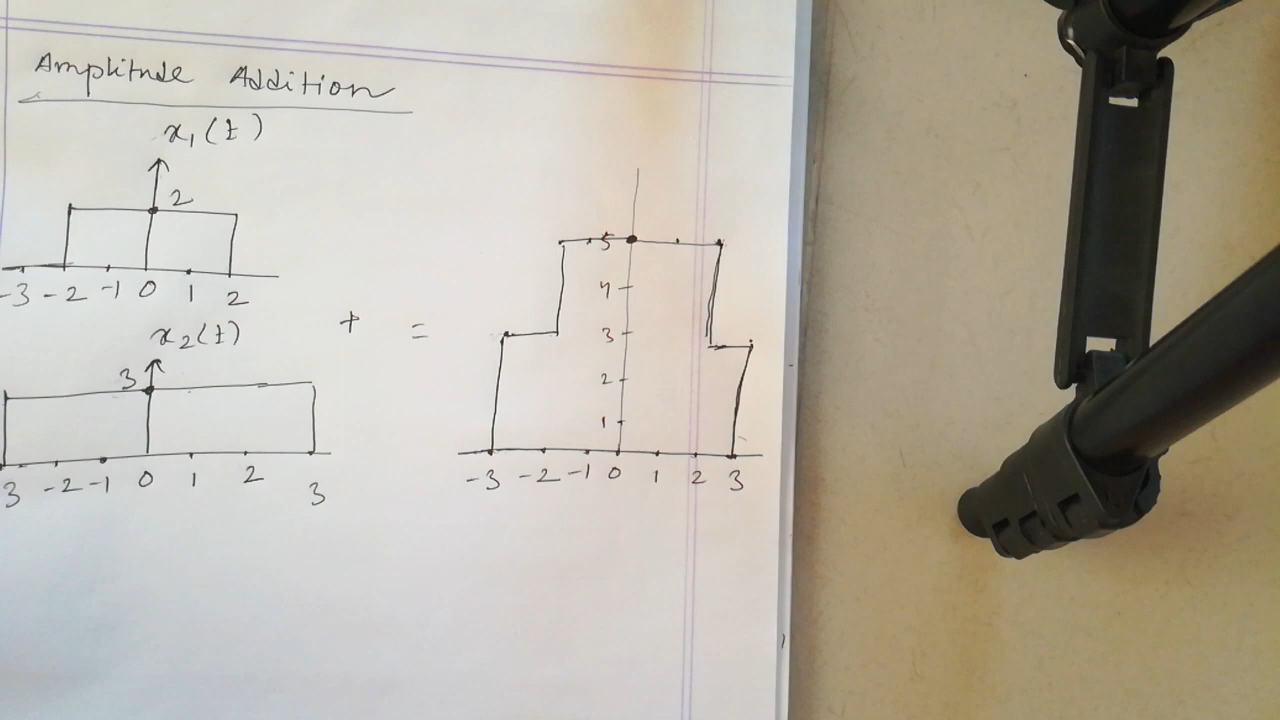 Amplitude Addition
x₁(t)
2
-3 -2 -1 0 1 2
x₂(t)
+ =
3
3 -2 -1 0 1 2 3
5
4
3
2
1
-3 -2 -1 0 1 2 3